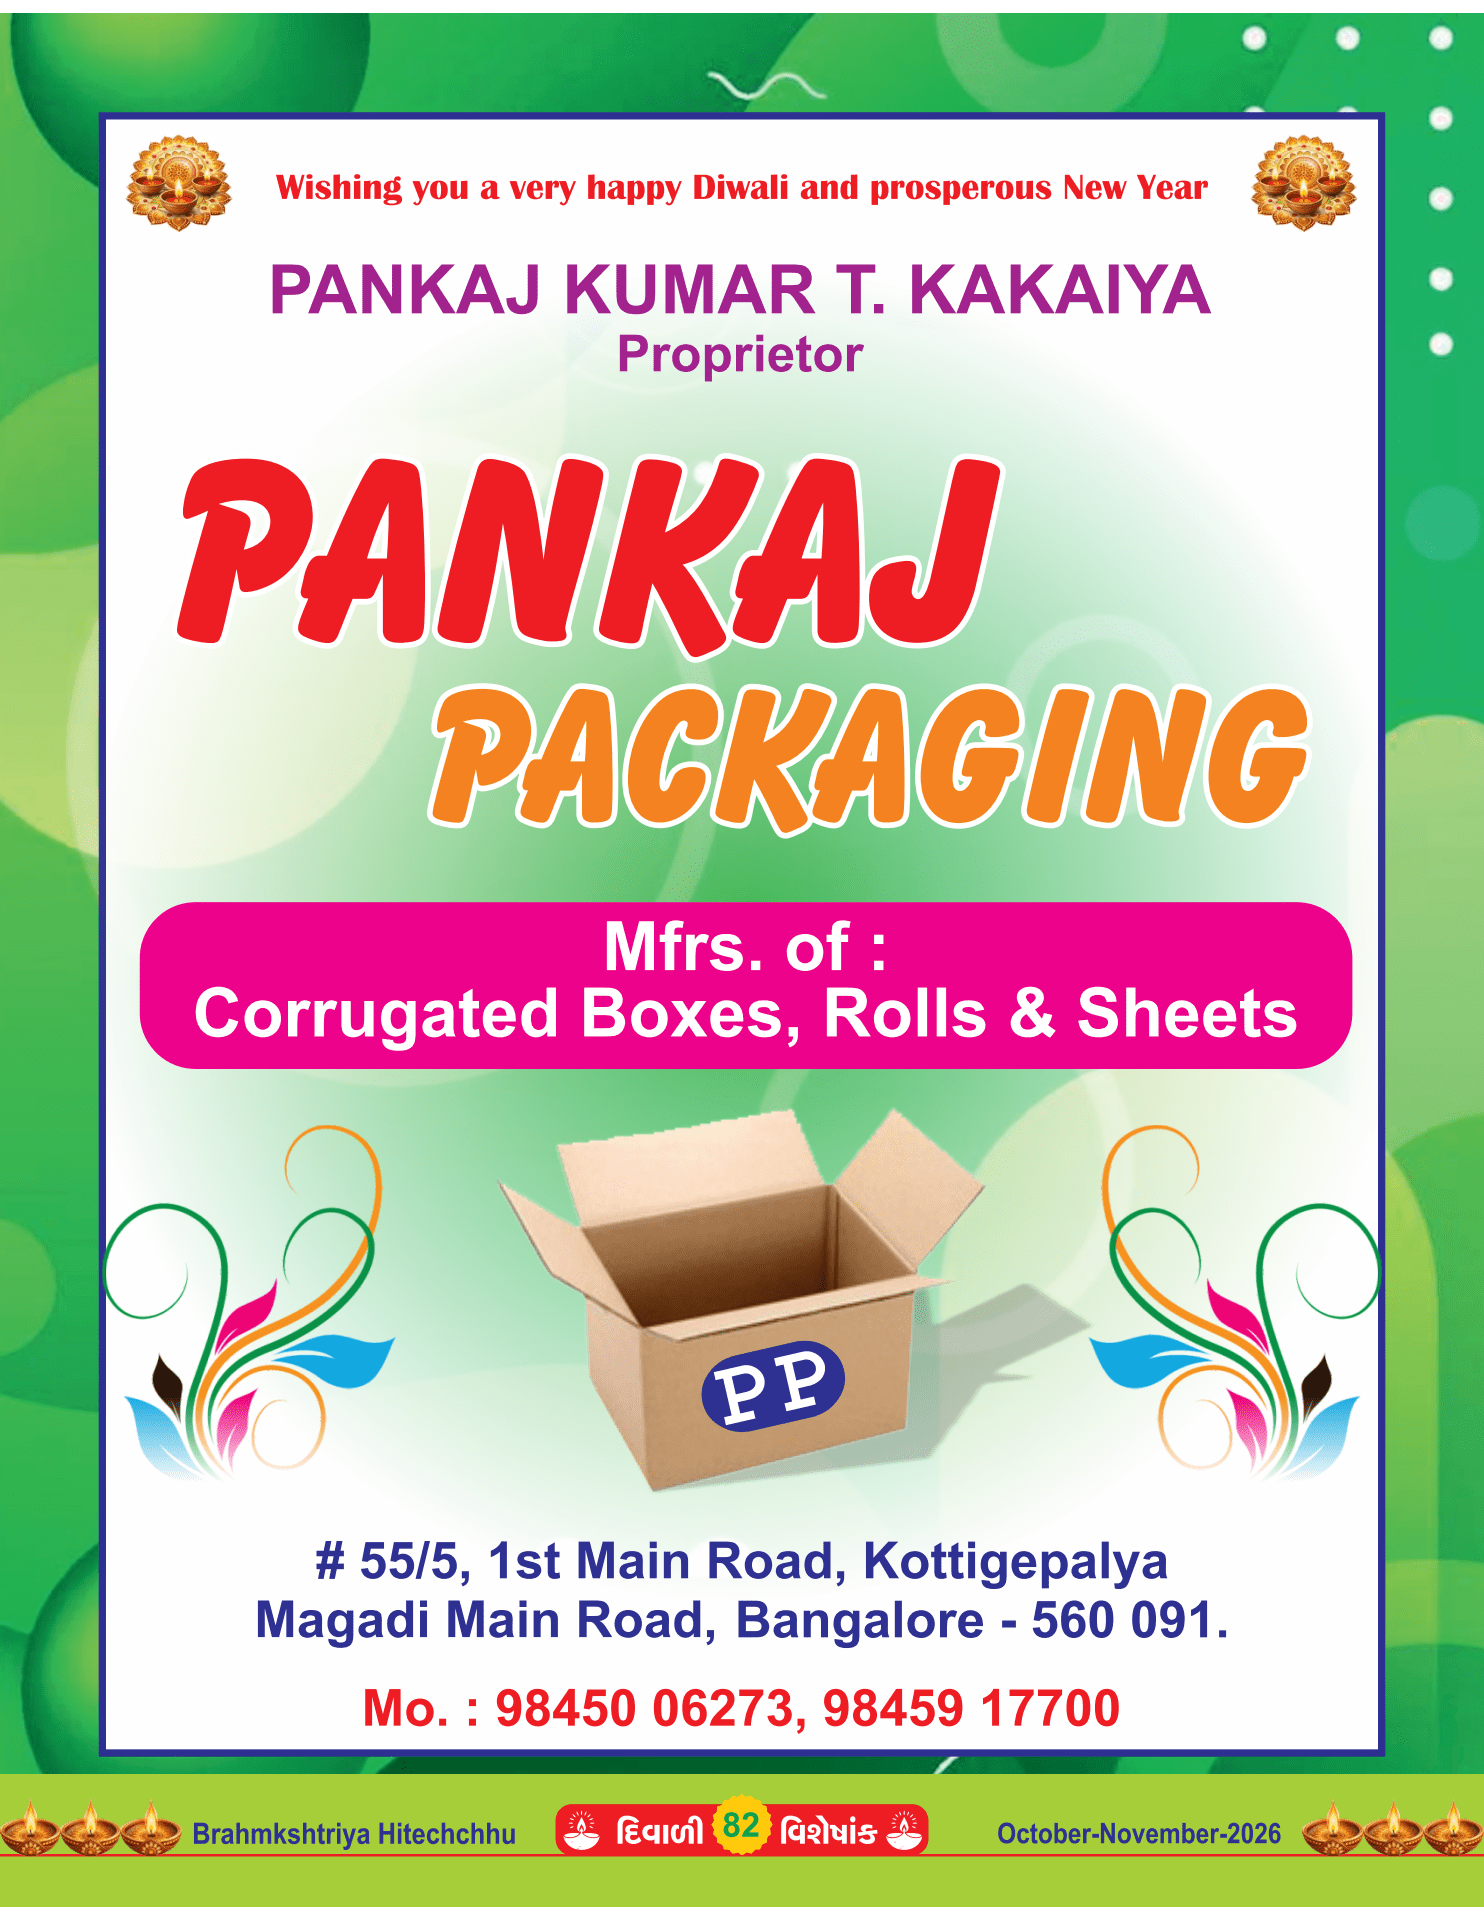 Wishing you a very happy Diwali and prosperous New Year
PANKAJ KUMAR T. KAKAIYA
Proprietor
PANKAJ
PACKAGING
Mfrs. of :
Corrugated Boxes, Rolls & Sheets
PP
# 55/5, 1st Main Road, Kottigepalya
Magadi Main Road, Bangalore - 560 091.
Mo. : 98450 06273, 98459 17700
Brahmkshtriya Hitechchhu દિવાળી 82 વિશેષાંક October-November-2026